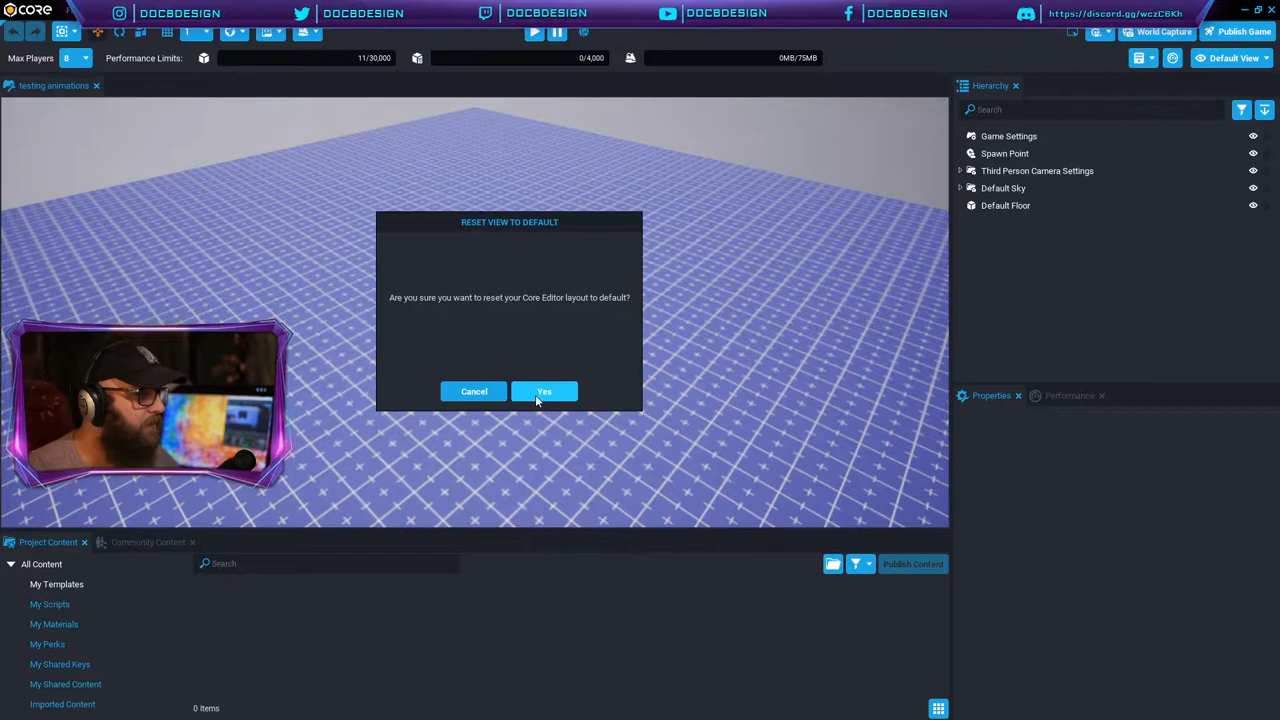 CORE
DOCBDESIGN
DOCBDESIGN
DOCBDESIGN
DOCBDESIGN
DOCBDESIGN
https://discord.gg/wczC6Kh
1
World Capture
Publish Game
Max Players
8
Performance Limits:
11/30,000
0/4,000
0MB/75MB
Default View
testing animations
Hierarchy
Search
Game Settings
Spawn Point
Third Person Camera Settings
Default Sky
Default Floor
RESET VIEW TO DEFAULT
Are you sure you want to reset your Core Editor layout to default?
Cancel
Yes
Properties
Performance
Project Content
Community Content
All Content
Search
Publish Content
My Templates
My Scripts
My Materials
My Perks
My Shared Keys
My Shared Content
Imported Content
0 Items